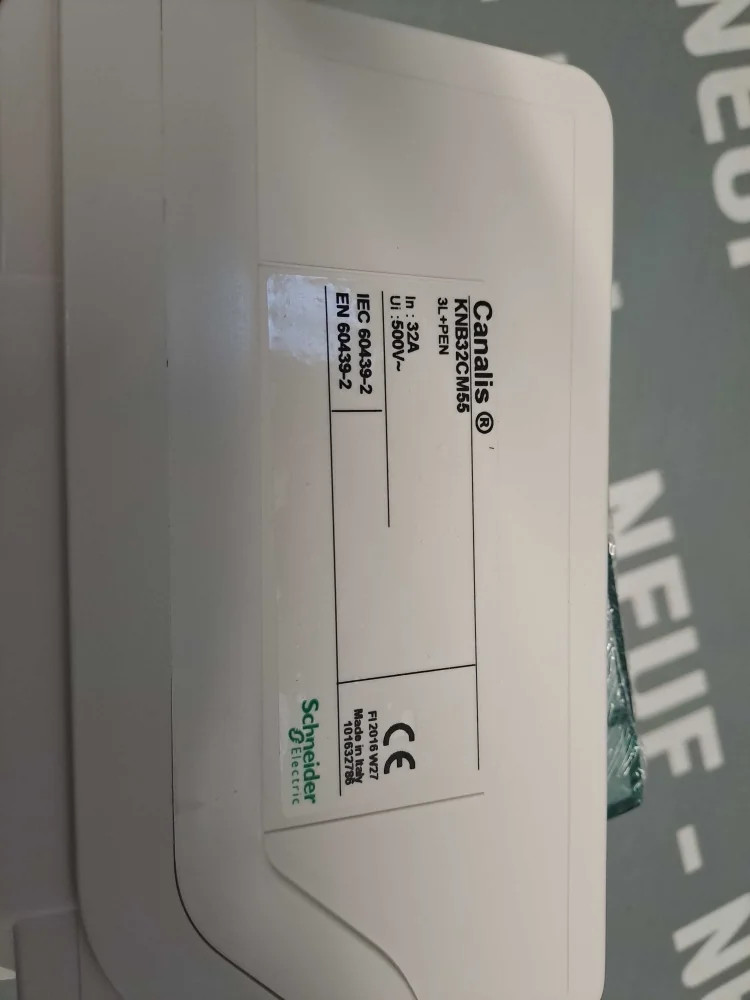 Canalis ®
KNB32CM55
3L+PEN
In : 32A
Ui :500V~
IEC 60439-2
EN 60439-2
CE
FI 2016 W27
Made in Italy
101632786
Schneider
Electric
NEUF
NEUF - N